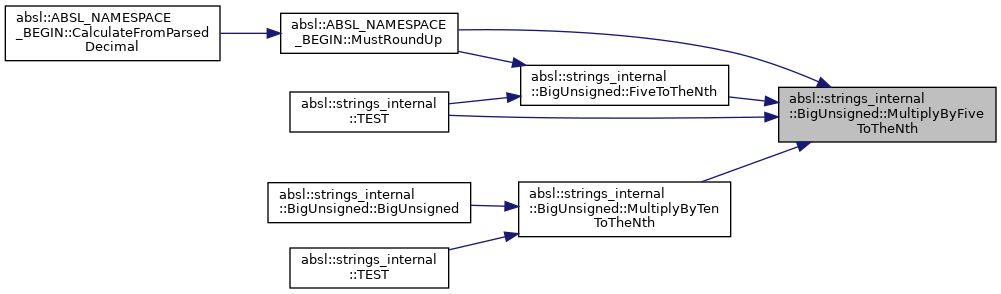 absl::ABSL_NAMESPACE
_BEGIN::CalculateFromParsed
Decimal
absl::ABSL_NAMESPACE
_BEGIN::MustRoundUp
absl::strings_internal
::BigUnsigned::FiveToTheNth
absl::strings_internal
::TEST
absl::strings_internal
::BigUnsigned::MultiplyByFive
ToTheNth
absl::strings_internal
::BigUnsigned::BigUnsigned
absl::strings_internal
::BigUnsigned::MultiplyByTen
ToTheNth
absl::strings_internal
::TEST